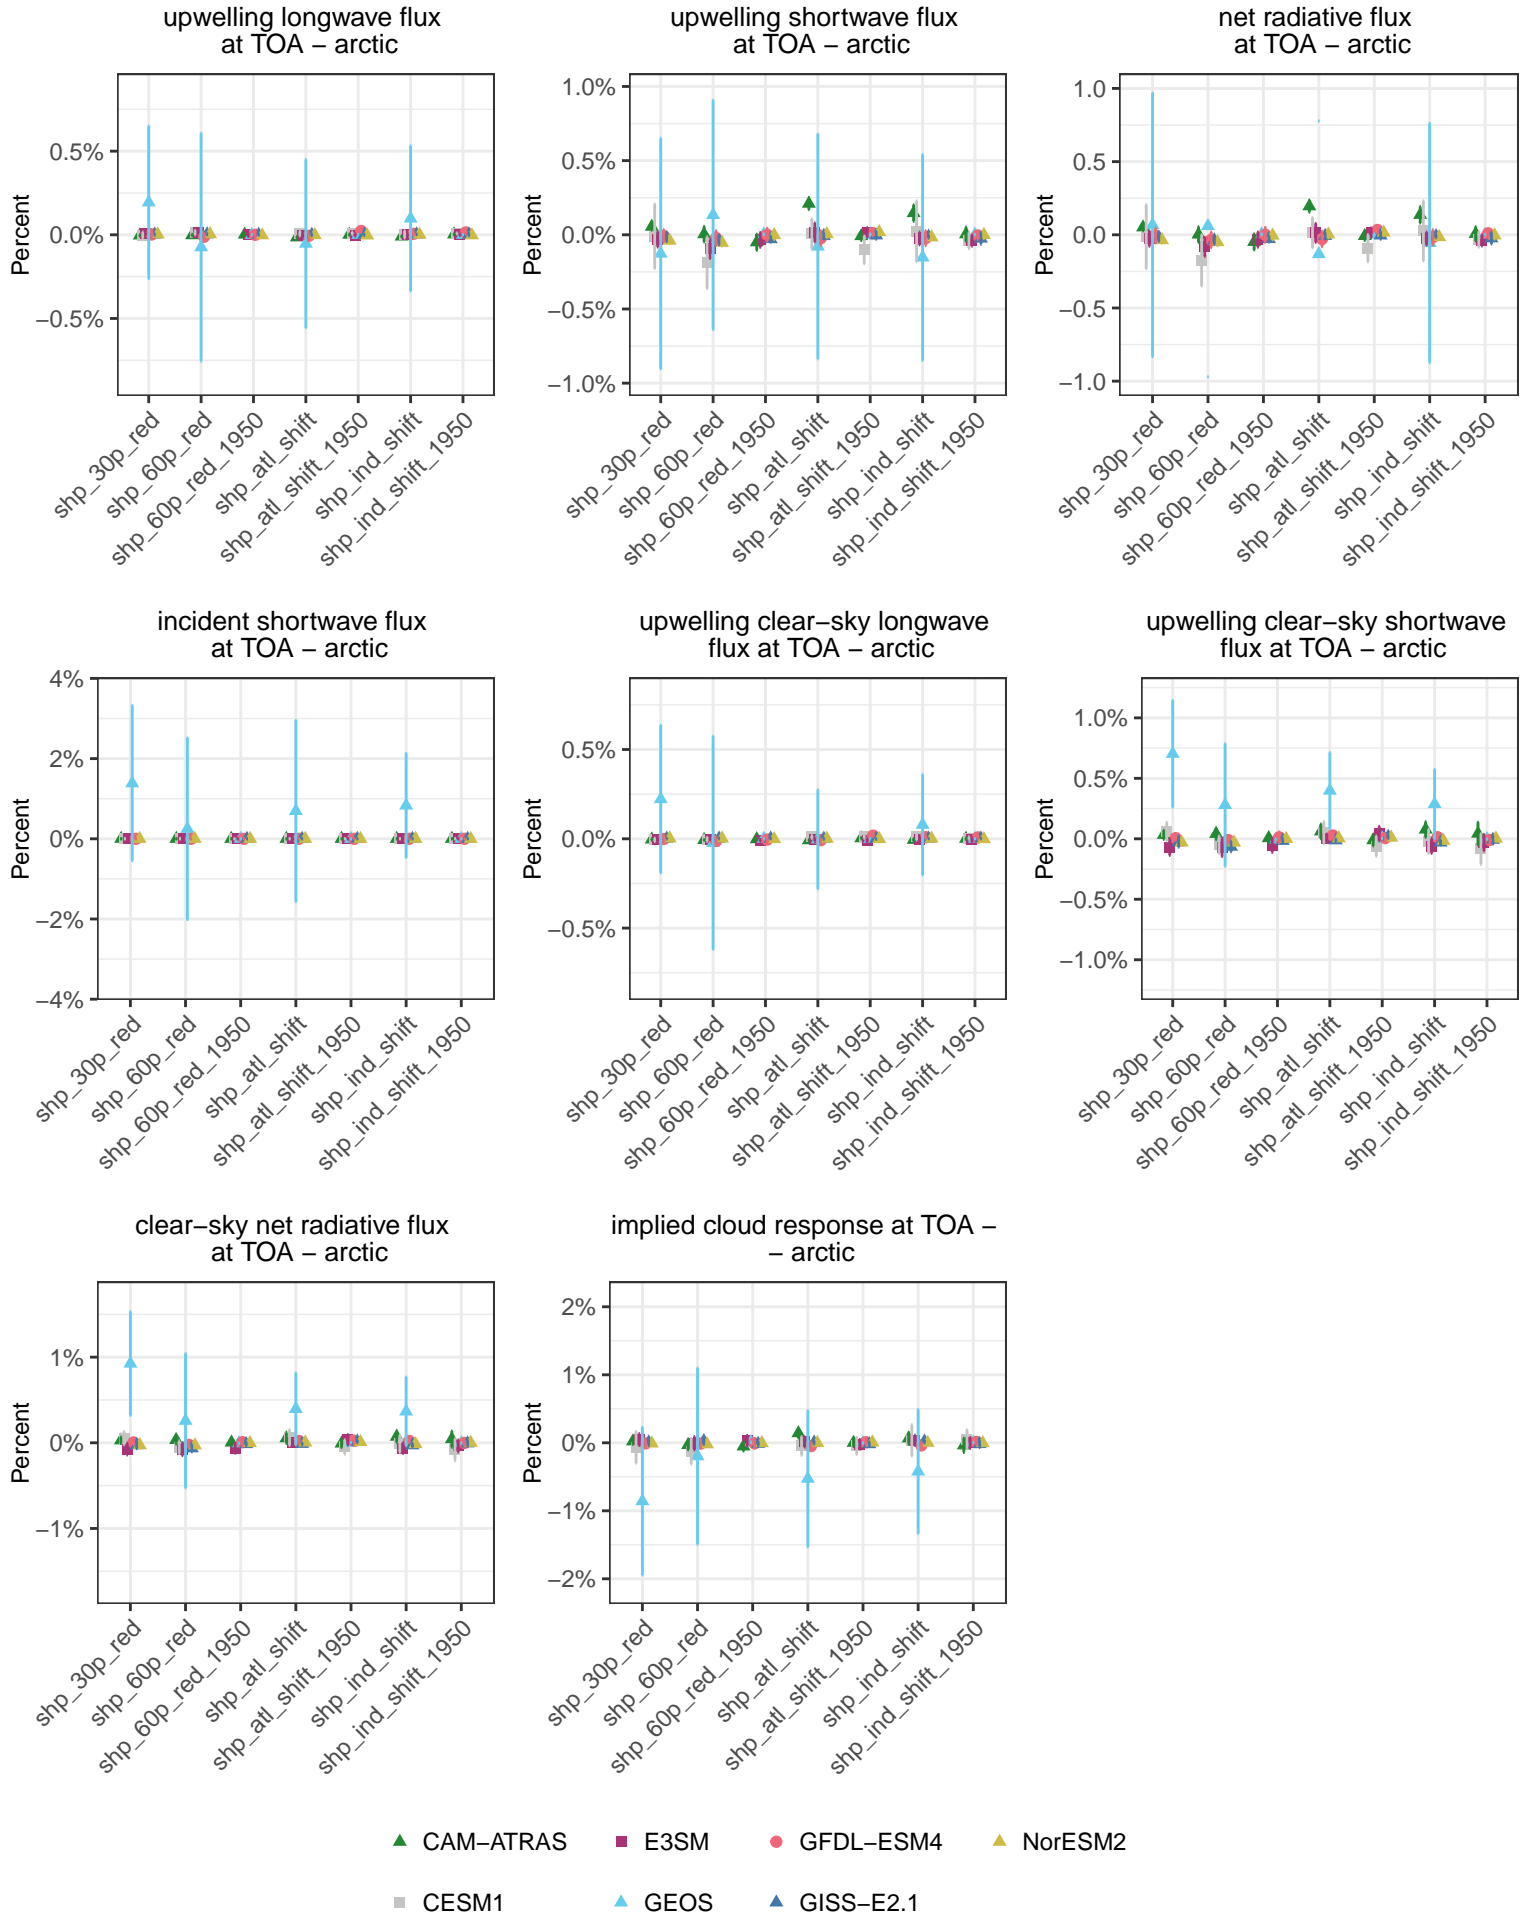 upwelling longwave flux
at TOA − arctic
Percent
0.5%
0.0%
−0.5%
shp_30p_red
shp_60p_red
shp_60p_red_1950
shp_atl_shift
shp_atl_shift_1950
shp_ind_shift
shp_ind_shift_1950
upwelling shortwave flux
at TOA − arctic
Percent
1.0%
0.5%
0.0%
−0.5%
−1.0%
shp_30p_red
shp_60p_red
shp_60p_red_1950
shp_atl_shift
shp_atl_shift_1950
shp_ind_shift
shp_ind_shift_1950
net radiative flux
at TOA − arctic
Percent
1.0
0.5
0.0
−0.5
−1.0
shp_30p_red
shp_60p_red
shp_60p_red_1950
shp_atl_shift
shp_atl_shift_1950
shp_ind_shift
shp_ind_shift_1950
incident shortwave flux
at TOA − arctic
Percent
4%
2%
0%
−2%
−4%
shp_30p_red
shp_60p_red
shp_60p_red_1950
shp_atl_shift
shp_atl_shift_1950
shp_ind_shift
shp_ind_shift_1950
upwelling clear−sky longwave
flux at TOA − arctic
Percent
0.5%
0.0%
−0.5%
shp_30p_red
shp_60p_red
shp_60p_red_1950
shp_atl_shift
shp_atl_shift_1950
shp_ind_shift
shp_ind_shift_1950
upwelling clear−sky shortwave
flux at TOA − arctic
Percent
1.0%
0.5%
0.0%
−0.5%
−1.0%
shp_30p_red
shp_60p_red
shp_60p_red_1950
shp_atl_shift
shp_atl_shift_1950
shp_ind_shift
shp_ind_shift_1950
clear−sky net radiative flux
at TOA − arctic
Percent
1%
0%
−1%
shp_30p_red
shp_60p_red
shp_60p_red_1950
shp_atl_shift
shp_atl_shift_1950
shp_ind_shift
shp_ind_shift_1950
implied cloud response at TOA −
− arctic
Percent
2%
1%
0%
−1%
−2%
shp_30p_red
shp_60p_red
shp_60p_red_1950
shp_atl_shift
shp_atl_shift_1950
shp_ind_shift
shp_ind_shift_1950
CAM−ATRAS E3SM GFDL−ESM4 NorESM2
CESM1 GEOS GISS−E2.1